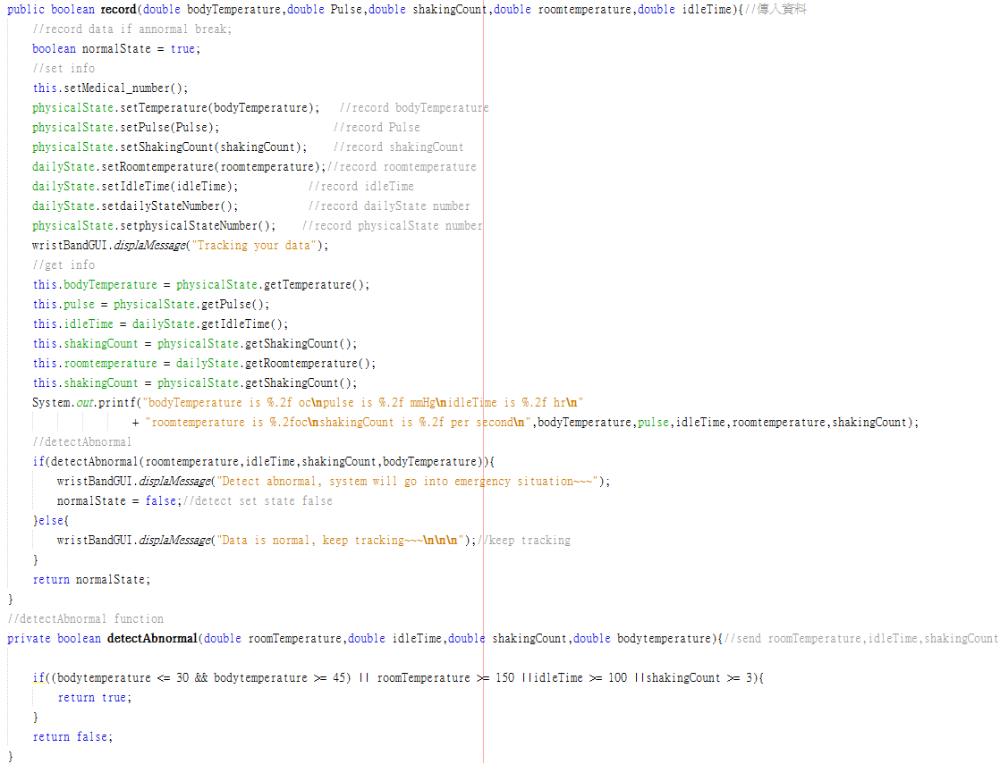 public boolean record(double bodyTemperature,double Pulse,double shakingCount,double roomtemperature,double idleTime){//傳入資料
//record data if annormal break;
boolean normalState = true;
//set info
this.setMedical_number();
physicalState.setTemperature(bodyTemperature); //record bodyTemperature
physicalState.setPulse(Pulse); //record Pulse
physicalState.setShakingCount(shakingCount); //record shakingCount
dailyState.setRoomtemperature(roomtemperature);//record roomtemperature
dailyState.setIdleTime(idleTime); //record idleTime
dailyState.setdailyStateNumber(); //record dailyState number
physicalState.setphysicalStateNumber(); //record physicalState number
wristBandGUI.displaMessage("Tracking your data");
//get info
this.bodyTemperature = physicalState.getTemperature();
this.pulse = physicalState.getPulse();
this.idleTime = dailyState.getIdleTime();
this.shakingCount = physicalState.getShakingCount();
this.roomtemperature = dailyState.getRoomtemperature();
this.shakingCount = physicalState.getShakingCount();
System.out.printf("bodyTemperature is %.2f oc\npulse is %.2f mmHg\nidleTime is %.2f hr\n"
+ "roomtemperature is %.2foc\nshakingCount is %.2f per second\n",bodyTemperature,pulse,idleTime,roomtemperature,shakingCount);
//detectAbnormal
if(detectAbnormal(roomtemperature,idleTime,shakingCount,bodyTemperature)){
wristBandGUI.displaMessage("Detect abnormal, system will go into emergency situation~~~");
normalState = false;//detect set state false
}else{
wristBandGUI.displaMessage("Data is normal, keep tracking~~~\n\n\n");//keep tracking
}
return normalState;
}
//detectAbnormal function
private boolean detectAbnormal(double roomTemperature,double idleTime,double shakingCount,double bodytemperature){//send roomTemperature,idleTime,shakingCount
if((bodytemperature <= 30 && bodytemperature >= 45) || roomTemperature >= 150 ||idleTime >= 100 ||shakingCount >= 3){
return true;
}
return false;
}